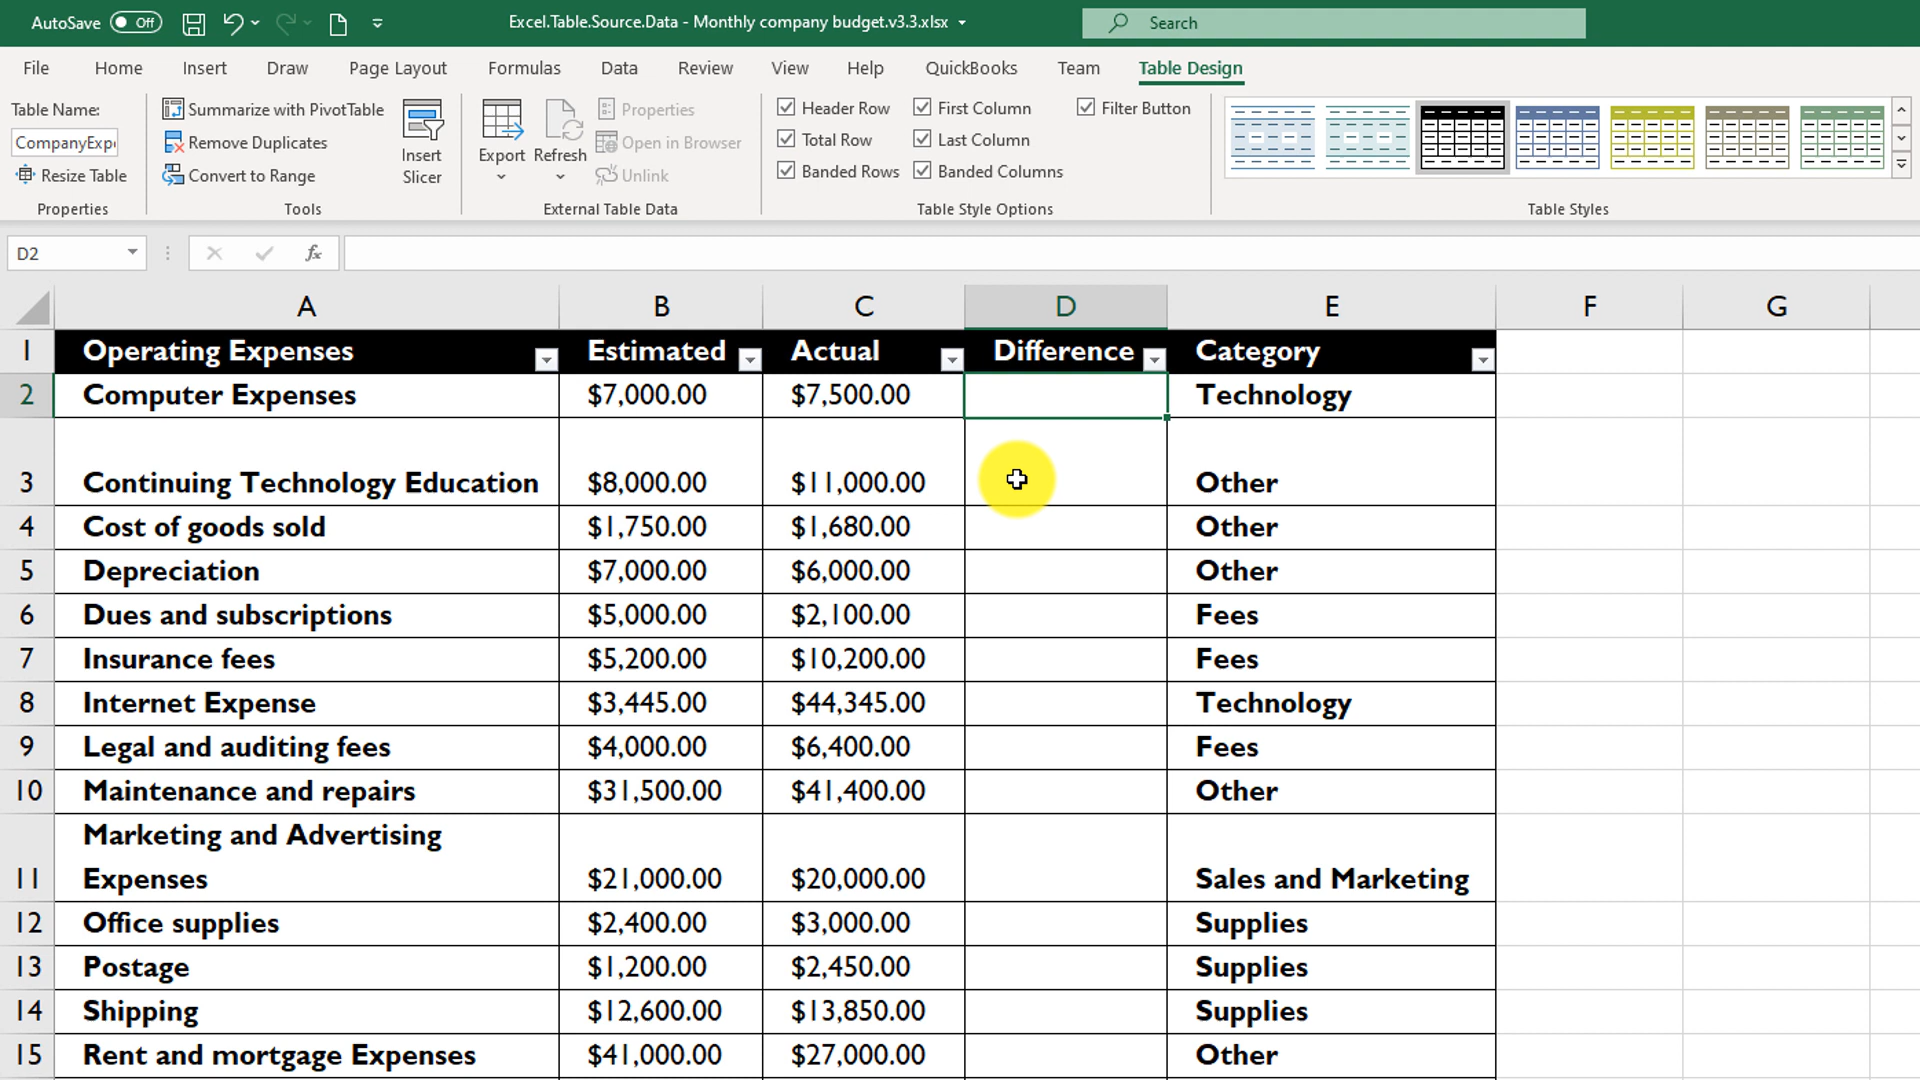 AutoSave Off Excel.Table.Source.Data - Monthly company budget.v3.3.xlsx Search
File Home Insert Draw Page Layout Formulas Data Review View Help QuickBooks Team Table Design
Table Name:
CompanyExp
Resize Table
Properties
Summarize with PivotTable
Remove Duplicates
Convert to Range
Tools
Insert
Slicer
Export
Refresh
Properties
Open in Browser
Unlink
External Table Data
Header Row First Column Filter Button
Total Row Last Column
Banded Rows Banded Columns
Table Style Options
Table Styles
D2 fx
A B C D E F G
1 Operating Expenses Estimated Actual Difference Category
2 Computer Expenses $7,000.00 $7,500.00 Technology
3 Continuing Technology Education $8,000.00 $11,000.00 Other
4 Cost of goods sold $1,750.00 $1,680.00 Other
5 Depreciation $7,000.00 $6,000.00 Other
6 Dues and subscriptions $5,000.00 $2,100.00 Fees
7 Insurance fees $5,200.00 $10,200.00 Fees
8 Internet Expense $3,445.00 $44,345.00 Technology
9 Legal and auditing fees $4,000.00 $6,400.00 Fees
10 Maintenance and repairs $31,500.00 $41,400.00 Other
Marketing and Advertising
11 Expenses $21,000.00 $20,000.00 Sales and Marketing
12 Office supplies $2,400.00 $3,000.00 Supplies
13 Postage $1,200.00 $2,450.00 Supplies
14 Shipping $12,600.00 $13,850.00 Supplies
15 Rent and mortgage Expenses $41,000.00 $27,000.00 Other